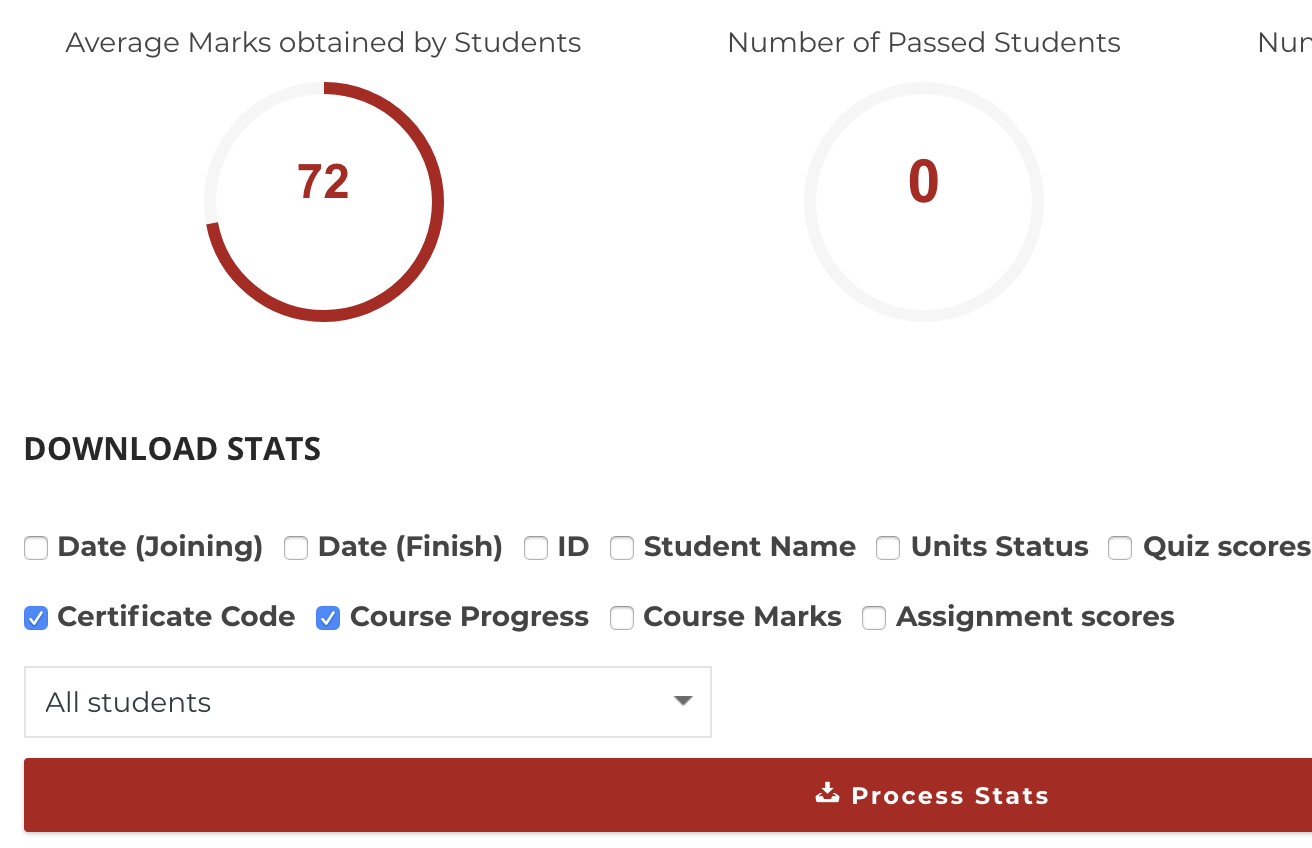 Average Marks obtained by Students Number of Passed Students Nun
72 0
DOWNLOAD STATS
Date (Joining) Date (Finish) ID Student Name Units Status Quiz scores
Certificate Code Course Progress Course Marks Assignment scores
All students
Process Stats